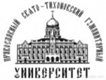 ПРАВОСЛАВНЫЙ СВЯТО-ТИХОНОВСКИЙ ГУМАНИТАРНЫЙ
УНИВЕРСИТЕТ